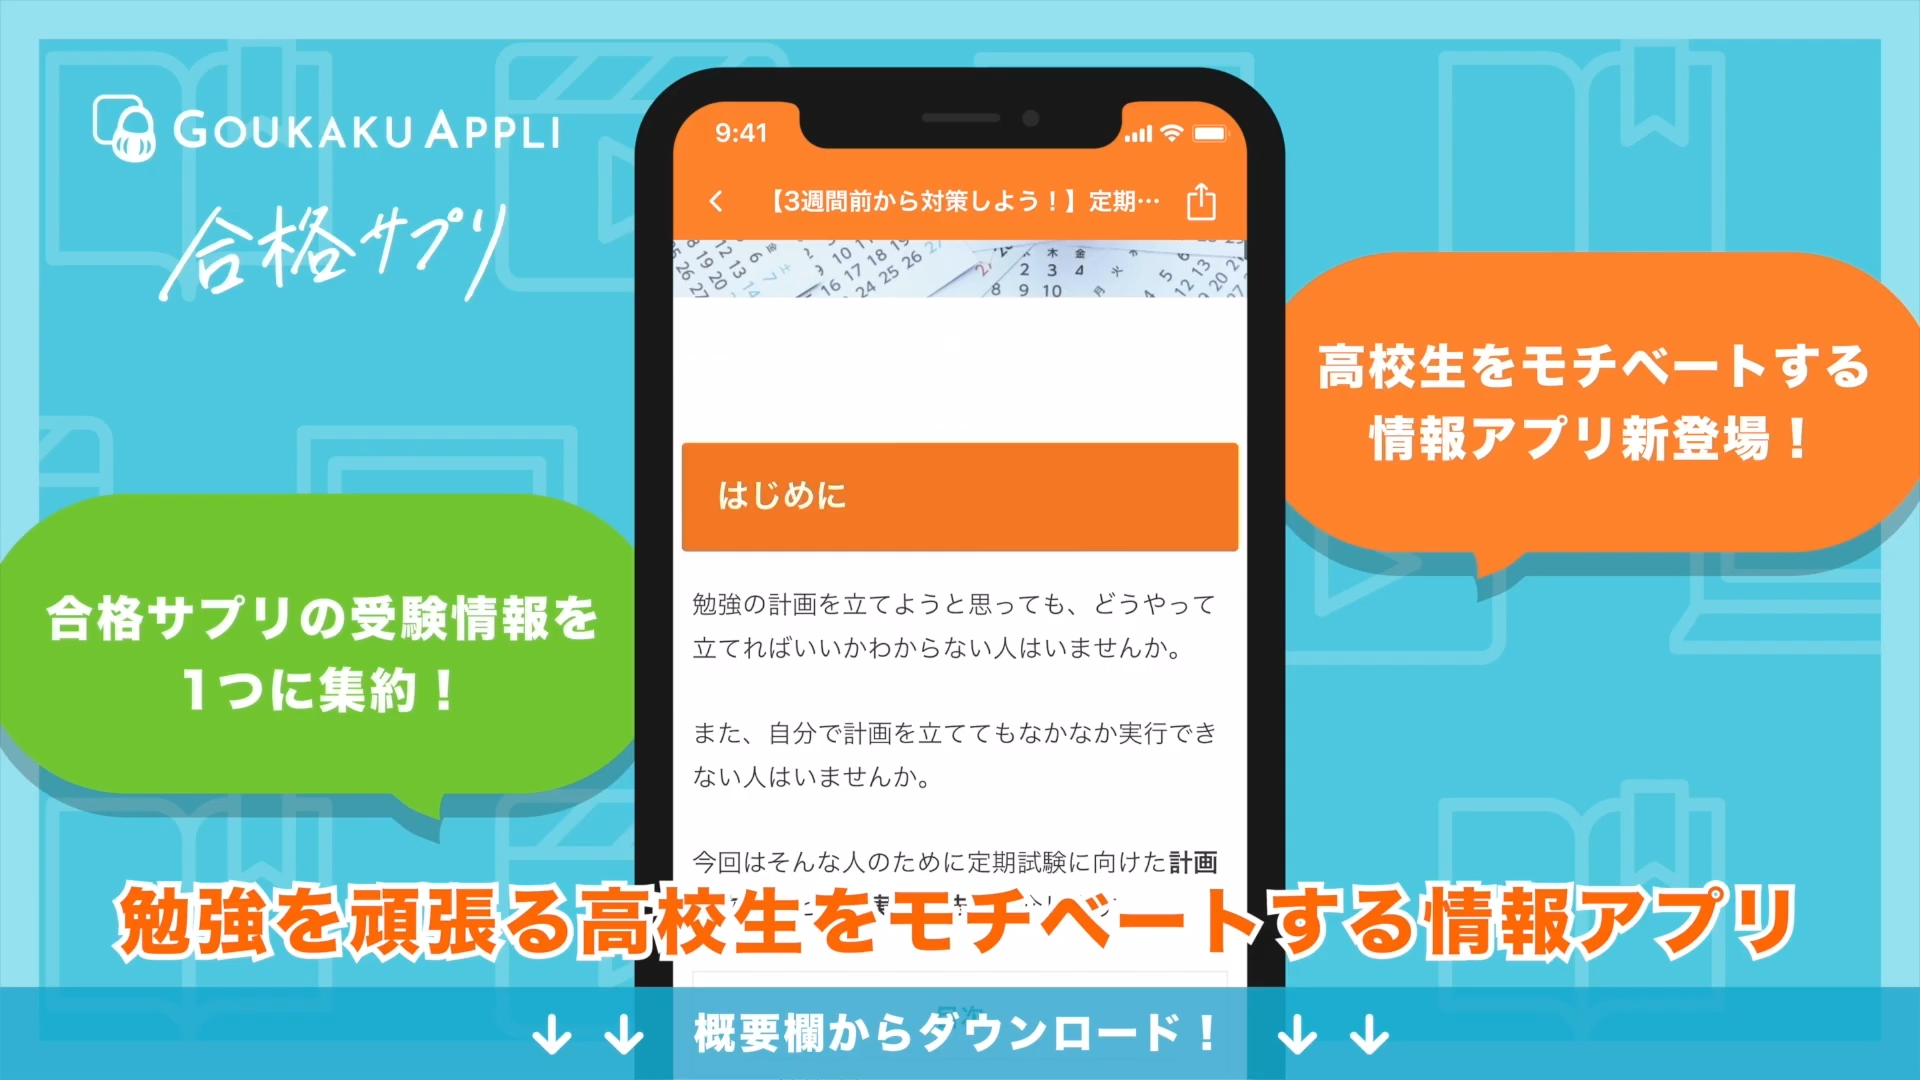 GOUKAKU APPLI
合格サプリ
9:41
【3週間前から対策しよう！】定期…
高校生をモチベートする
情報アプリ新登場！
はじめに
合格サプリの受験情報を
1つに集約！
勉強の計画を立てようと思っても、どうやって
立てればいいかわからない人はいませんか。
また、自分で計画を立ててもなかなか実行でき
ない人はいませんか。
今回はそんな人のために定期試験に向けた計画
勉強を頑張る高校生をモチベートする情報アプリ
↓ ↓ 概要欄からダウンロード！ ↓ ↓